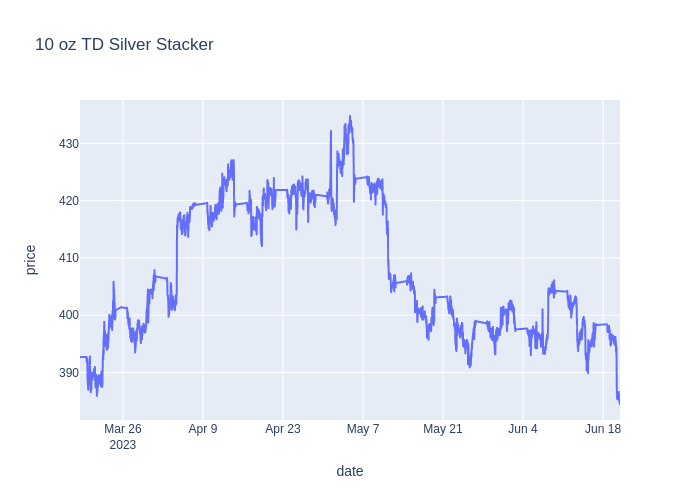 10 oz TD Silver Stacker
price
430
420
410
400
390
Mar 26
2023
Apr 9
Apr 23
May 7
May 21
Jun 4
Jun 18
date